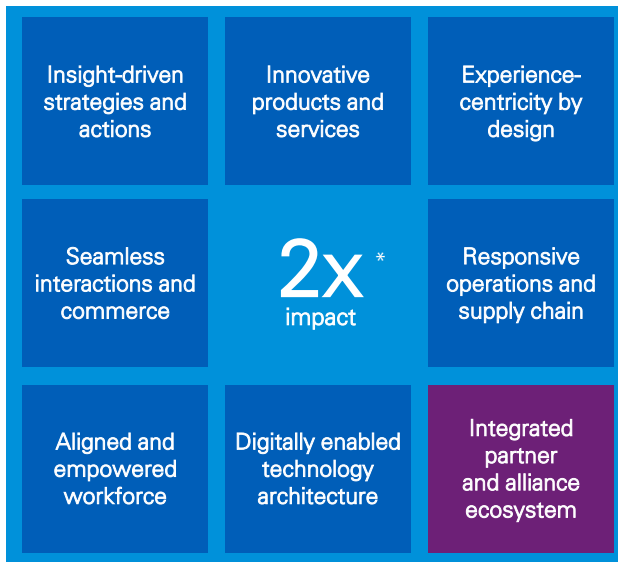 Insight-driven
strategies and
actions
Innovative
products and
services
Experience-
centricity by
design
Seamless
interactions and
commerce
2x*
impact
Responsive
operations and
supply chain
Aligned and
empowered
workforce
Digitally enabled
technology
architecture
Integrated
partner
and alliance
ecosystem